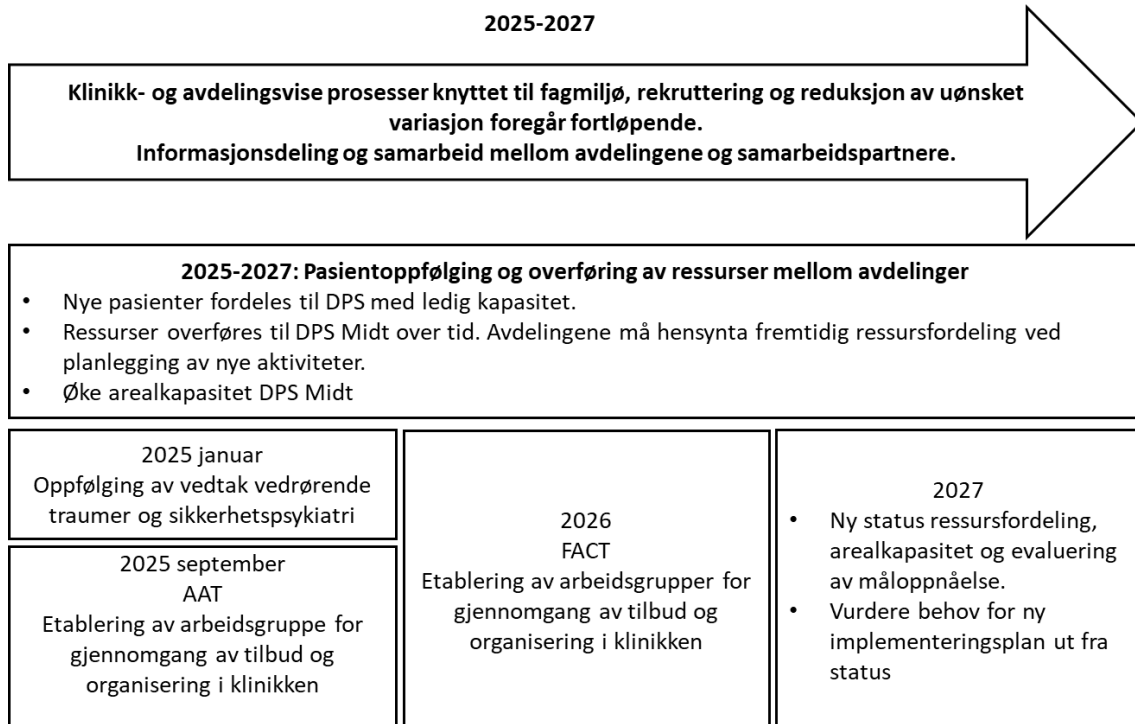 2025-2027
Klinikk- og avdelingsvise prosesser knyttet til fagmiljø, rekruttering og reduksjon av uønsket
variasjon foregår fortløpende.
Informasjonsdeling og samarbeid mellom avdelingene og samarbeidspartnere.
2025-2027: Pasientoppfølging og overføring av ressurser mellom avdelinger
• Nye pasienter fordeles til DPS med ledig kapasitet.
• Ressurser overføres til DPS Midt over tid. Avdelingene må hensynta fremtidig ressursfordeling ved
planlegging av nye aktiviteter.
• Øke arealkapasitet DPS Midt
2025 januar
Oppfølging av vedtak vedrørende
traumer og sikkerhetspsykiatri
2025 september
AAT
Etablering av arbeidsgruppe for
gjennomgang av tilbud og
organisering i klinikken
2026
FACT
Etablering av arbeidsgrupper for
gjennomgang av tilbud og
organisering i klinikken
2027
• Ny status ressursfordeling,
arealkapasitet og evaluering
av måloppnåelse.
• Vurdere behov for ny
implementeringsplan ut fra
status